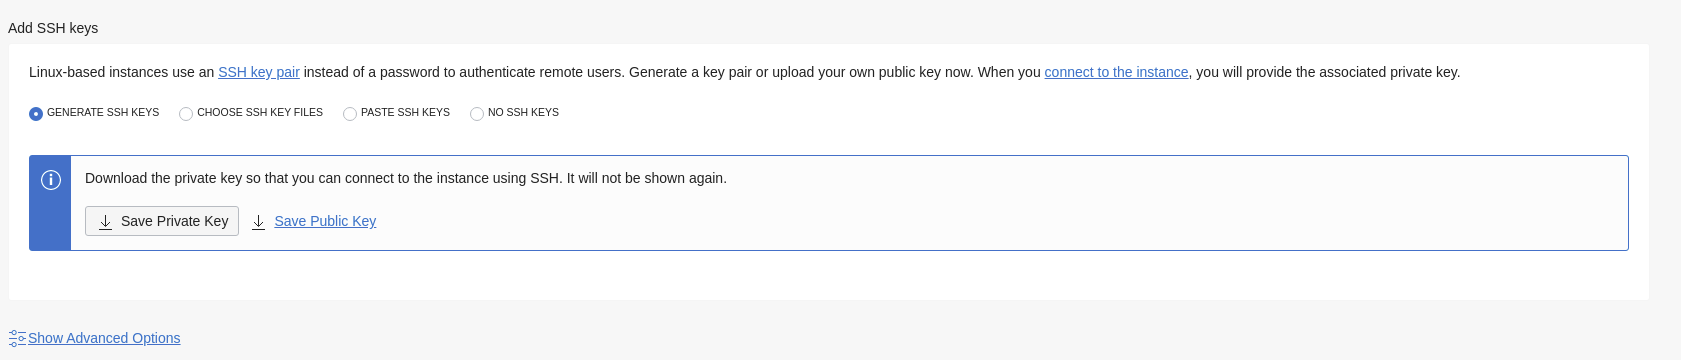 Add SSH keys
Linux-based instances use an SSH key pair instead of a password to authenticate remote users. Generate a key pair or upload your own public key now. When you connect to the instance, you will provide the associated private key.
GENERATE SSH KEYS CHOOSE SSH KEY FILES PASTE SSH KEYS NO SSH KEYS
Download the private key so that you can connect to the instance using SSH. It will not be shown again.
Save Private Key Save Public Key
Show Advanced Options